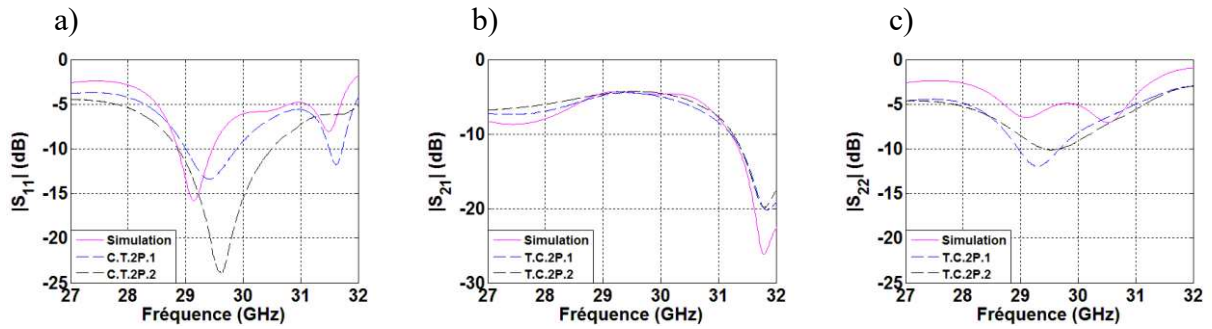 a)
b)
c)
|S11| (dB)
0
-5
-10
-15
-20
-25
27 28 29 30 31 32
Fréquence (GHz)
Simulation
C.T.2P.1
C.T.2P.2
|S21| (dB)
0
-10
-20
-30
27 28 29 30 31 32
Fréquence (GHz)
Simulation
T.C.2P.1
T.C.2P.2
|S22| (dB)
0
-5
-10
-15
-20
-25
27 28 29 30 31 32
Fréquence (GHz)
Simulation
T.C.2P.1
T.C.2P.2